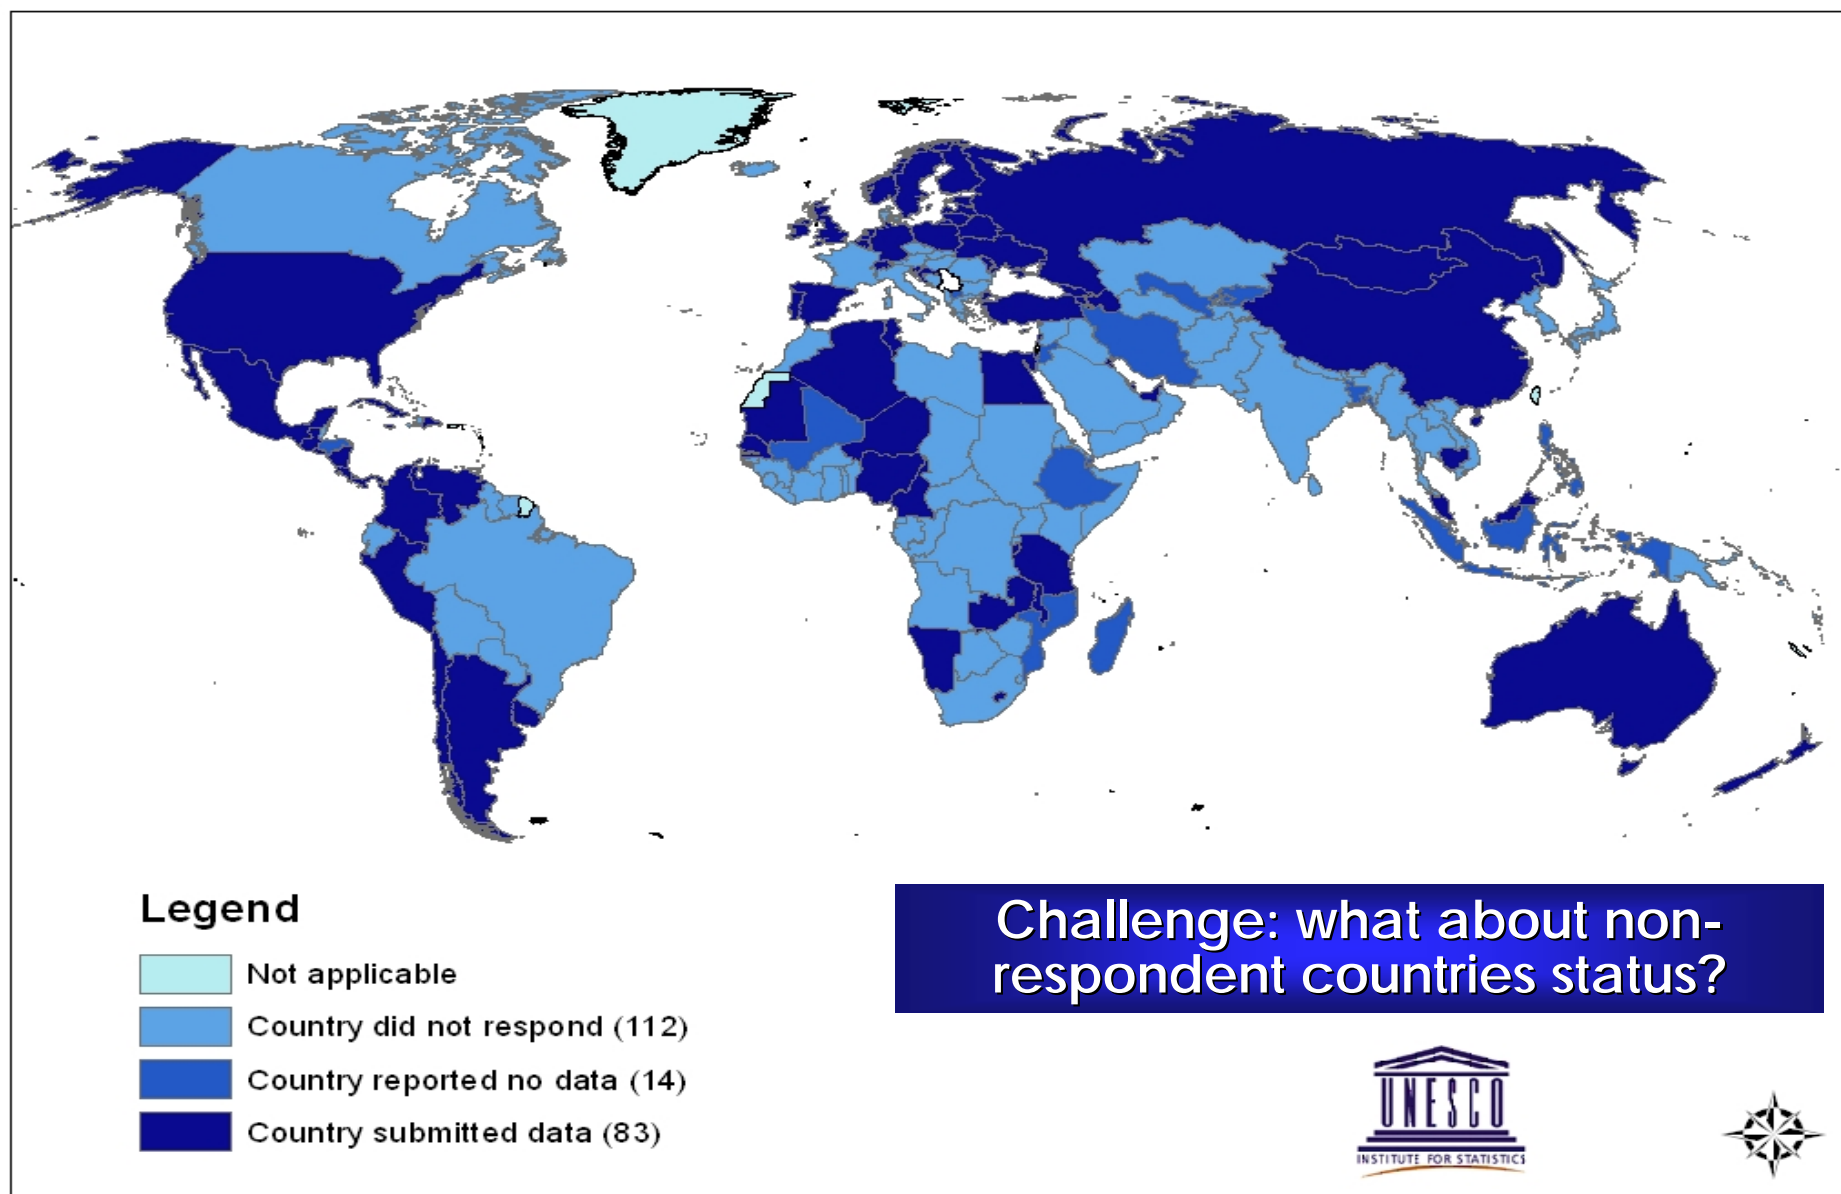 Legend
Not applicable
Country did not respond (112)
Country reported no data (14)
Country submitted data (83)
Challenge: what about non-
respondent countries status?
UNESCO
INSTITUTE FOR STATISTICS